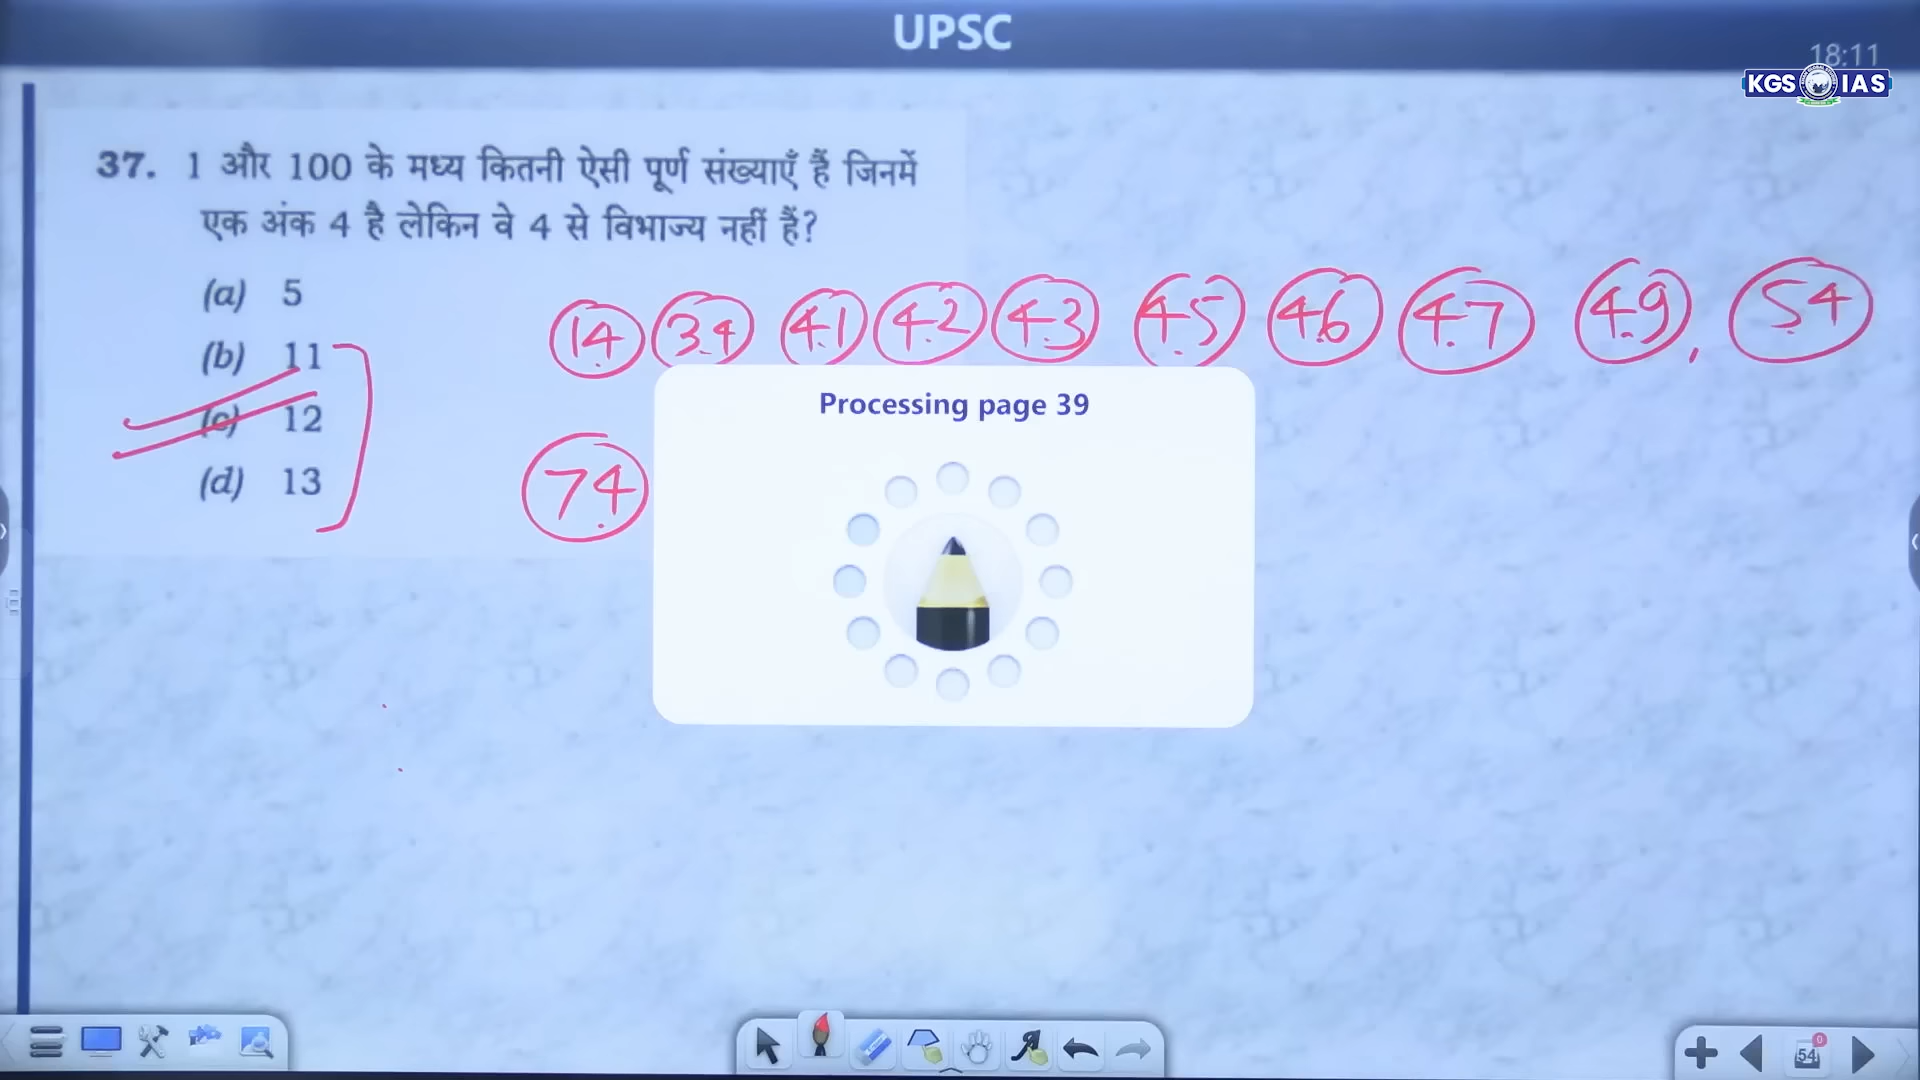 UPSC
18:11
KGS IAS
37. 1 और 100 के मध्य कितनी ऐसी पूर्ण संख्याएँ हैं जिनमें
एक अंक 4 है लेकिन वे 4 से विभाज्य नहीं हैं?
(a) 5
(b) 11
(c) 12
(d) 13
14 34 41 42 43 45 46 47 49, 54
74
Processing page 39
54
0